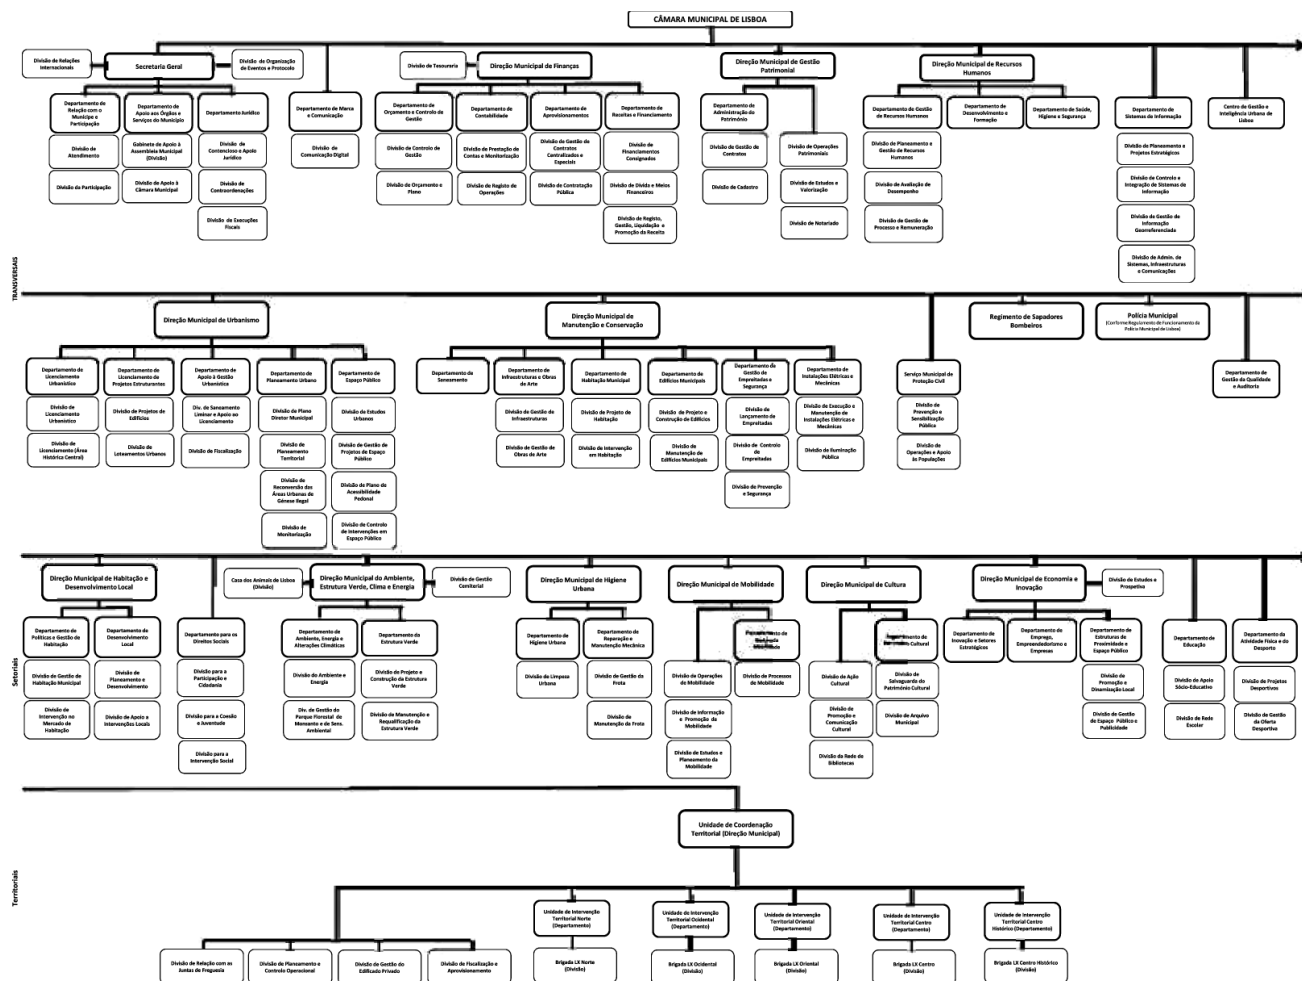 CÂMARA MUNICIPAL DE LISBOA
Divisão de Relações
Internacionais
Secretaria Geral
Divisão de Organização
de Eventos e Protocolo
Divisão de Tesouraria
Direção Municipal de Finanças
Direção Municipal de Gestão
Patrimonial
Direção Municipal de Recursos
Humanos
Departamento de
Relação com o
Munícipe e
Participação
Departamento de
Apoio aos Órgãos e
Serviços do Município
Departamento Jurídico
Departamento de Marca
e Comunicação
Departamento de
Orçamento e Controlo de
Gestão
Departamento de
Contabilidade
Departamento de
Aprovisionamentos
Departamento de
Receitas e Financiamento
Departamento de
Administração do
Património
Departamento de Gestão
de Recursos Humanos
Departamento de
Desenvolvimento e
Formação
Departamento de Saúde,
Higiene e Segurança
Departamento de
Sistemas de Informação
Centro de Gestão e
Inteligência Urbana de
Lisboa
Divisão de
Atendimento
Gabinete de Apoio à
Assembleia Municipal
(Divisão)
Divisão de
Contencioso e Apoio
Jurídico
Divisão de
Comunicação Digital
Divisão de Controlo de
Gestão
Divisão de Prestação de
Contas e Monitorização
Divisão de Gestão de
Contratos
Centralizados e
Especiais
Divisão de
Financiamentos
Consignados
Divisão de Gestão de
Contratos
Divisão de Operações
Patrimoniais
Divisão de Planeamento e
Gestão de Recursos
Humanos
Divisão de Planeamento e
Projetos Estratégicos
Divisão da Participação
Divisão de Apoio à
Câmara Municipal
Divisão de
Contraordenações
Divisão de Orçamento e
Plano
Divisão de Registo de
Operações
Divisão de Contratação
Pública
Divisão de Dívida e Meios
Financeiros
Divisão de Cadastro
Divisão de Estudos e
Valorização
Divisão de Avaliação de
Desempenho
Divisão de Controlo e
Integração de Sistemas de
Informação
Divisão de Execuções
Fiscais
Divisão de Registo,
Gestão, Liquidação e
Promoção da Receita
Divisão de Notariado
Divisão de Gestão de
Processo e Remuneração
Divisão de Gestão de
Informação
Georreferenciada
Divisão de Admin. de
Sistemas, Infraestruturas
e Comunicações
TRANSVERSAIS
Direção Municipal de Urbanismo
Direção Municipal de
Manutenção e Conservação
Regimento de Sapadores
Bombeiros
Polícia Municipal
(Conforme Regulamento de Funcionamento da
Polícia Municipal de Lisboa)
Departamento de
Licenciamento
Urbanístico
Departamento de
Licenciamento de
Projetos Estruturantes
Departamento de
Apoio à Gestão
Urbanística
Departamento de
Planeamento Urbano
Departamento de
Espaço Público
Departamento de
Saneamento
Departamento de
Infraestruturas e Obras
de Arte
Departamento de
Habitação Municipal
Departamento de
Edifícios Municipais
Departamento de
Gestão de
Empreitadas e
Segurança
Departamento de
Instalações Elétricas e
Mecânicas
Serviço Municipal de
Proteção Civil
Departamento de
Gestão da Qualidade
e Auditoria
Divisão de
Licenciamento
Urbanístico
Divisão de Projetos de
Edifícios
Div. de Saneamento
Liminar e Apoio ao
Licenciamento
Divisão de Plano
Diretor Municipal
Divisão de Estudos
Urbanos
Divisão de Gestão de
Infraestruturas
Divisão de Projeto de
Habitação
Divisão de Projeto e
Construção de Edifícios
Divisão de
Lançamento de
Empreitadas
Divisão de Execução e
Manutenção de
Instalações Elétricas e
Mecânicas
Divisão de
Prevenção e
Sensibilização
Pública
Divisão de
Licenciamento (Área
Histórica Central)
Divisão de
Loteamentos Urbanos
Divisão de Fiscalização
Divisão de
Planeamento
Territorial
Divisão de Gestão de
Projetos de Espaço
Público
Divisão de Gestão de
Obras de Arte
Divisão de Intervenção
em Habitação
Divisão de
Manutenção de
Edifícios Municipais
Divisão de Controlo
de
Empreitadas
Divisão de Iluminação
Pública
Divisão de
Operações e Apoio
às Populações
Divisão de
Reconversão das
Áreas Urbanas de
Génese Ilegal
Divisão de Plano de
Acessibilidade
Pedonal
Divisão de Prevenção
e Segurança
Divisão de
Monitorização
Divisão de Controlo
de Intervenções em
Espaço Público
Direção Municipal de Habitação e
Desenvolvimento Local
Casa dos Animais de Lisboa
(Divisão)
Direção Municipal do Ambiente,
Estrutura Verde, Clima e Energia
Divisão de Gestão
Cemiterial
Direção Municipal de Higiene
Urbana
Direção Municipal de Mobilidade
Direção Municipal de Cultura
Direção Municipal de Economia e
Inovação
Divisão de Estudos e
Prospetiva
Departamento de
Políticas e Gestão de
Habitação
Departamento de
Desenvolvimento
Local
Departamento para os
Direitos Sociais
Departamento de
Ambiente, Energia e
Alterações Climáticas
Departamento da
Estrutura Verde
Departamento de
Higiene Urbana
Departamento de
Reparação e
Manutenção Mecânica
Departamento de
Inovação e Setores
Estratégicos
Departamento de
Emprego,
Empreendedorismo e
Empresas
Departamento de
Estruturas de
Proximidade e
Espaço Público
Departamento de
Educação
Departamento da
Atividade Física e do
Desporto
Divisão de Gestão de
Habitação Municipal
Divisão de
Planeamento e
Desenvolvimento
Divisão para a
Participação e
Cidadania
Divisão do Ambiente e
Energia
Divisão de Projeto e
Construção da Estrutura
Verde
Divisão de Limpeza
Urbana
Divisão de Gestão da
Frota
Divisão de Operações
de Mobilidade
Divisão de Processos
de Mobilidade
Divisão de Ação
Cultural
Divisão de
Salvaguarda do
Património Cultural
Divisão de
Promoção e
Dinamização Local
Divisão de Apoio
Sócio-Educativo
Divisão de Projetos
Desportivos
Divisão de
Intervenção no
Mercado de
Habitação
Divisão de Apoio e
Intervenções Locais
Divisão para a Coesão
e Juventude
Div. de Gestão do
Parque Florestal de
Monsanto e de Sens.
Ambiental
Divisão de Manutenção e
Requalificação da
Estrutura Verde
Divisão de
Manutenção da Frota
Divisão de Informação
e Promoção da
Mobilidade
Divisão de
Promoção e
Comunicação
Cultural
Divisão de Arquivo
Municipal
Divisão de Gestão
de Espaço Público e
Publicidade
Divisão de Rede
Escolar
Divisão de Gestão
da Oferta
Desportiva
Divisão para a
Intervenção Social
Divisão de Estudos e
Planeamento da
Mobilidade
Divisão da Rede de
Bibliotecas
Setoriais
Unidade de Coordenação
Territorial (Direção Municipal)
Territoriais
Unidade de Intervenção
Territorial Norte
(Departamento)
Unidade de Intervenção
Territorial Ocidental
(Departamento)
Unidade de Intervenção
Territorial Oriental
(Departamento)
Unidade de Intervenção
Territorial Centro
(Departamento)
Unidade de Intervenção
Territorial Centro
Histórico (Departamento)
Divisão de Relação com as
Juntas de Freguesia
Divisão de Planeamento e
Controlo Operacional
Divisão de Gestão do
Edificado Privado
Divisão de Fiscalização e
Aprovisionamento
Brigada LX Norte
(Divisão)
Brigada LX Ocidental
(Divisão)
Brigada LX Oriental
(Divisão)
Brigada LX Centro
(Divisão)
Brigada LX Centro Histórico
(Divisão)